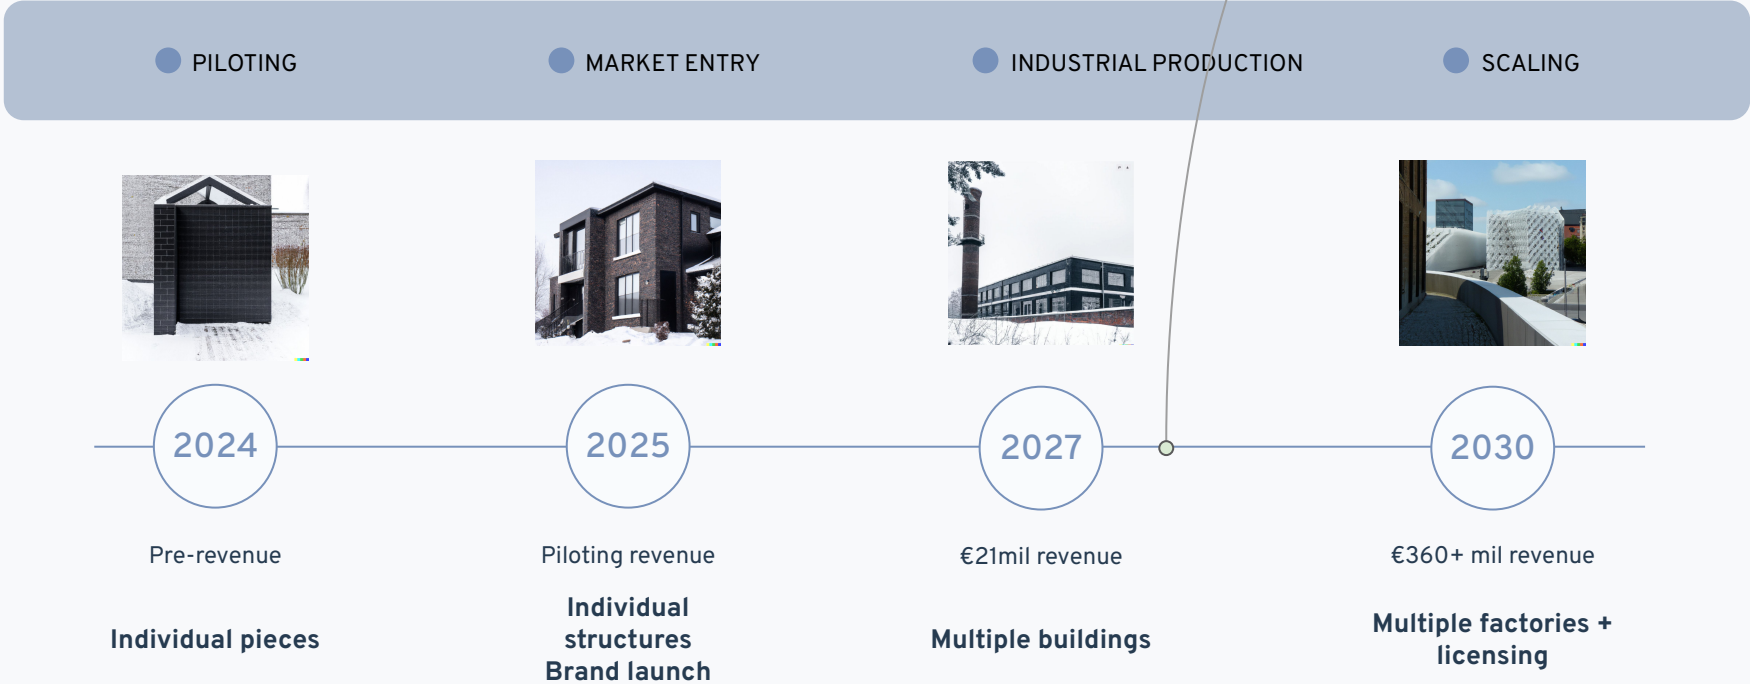 PILOTING
MARKET ENTRY
INDUSTRIAL PRODUCTION
SCALING
2024
2025
2027
2030
Pre-revenue
Piloting revenue
€21mil revenue
€360+ mil revenue
Individual pieces
Individual
structures
Brand launch
Multiple buildings
Multiple factories +
licensing